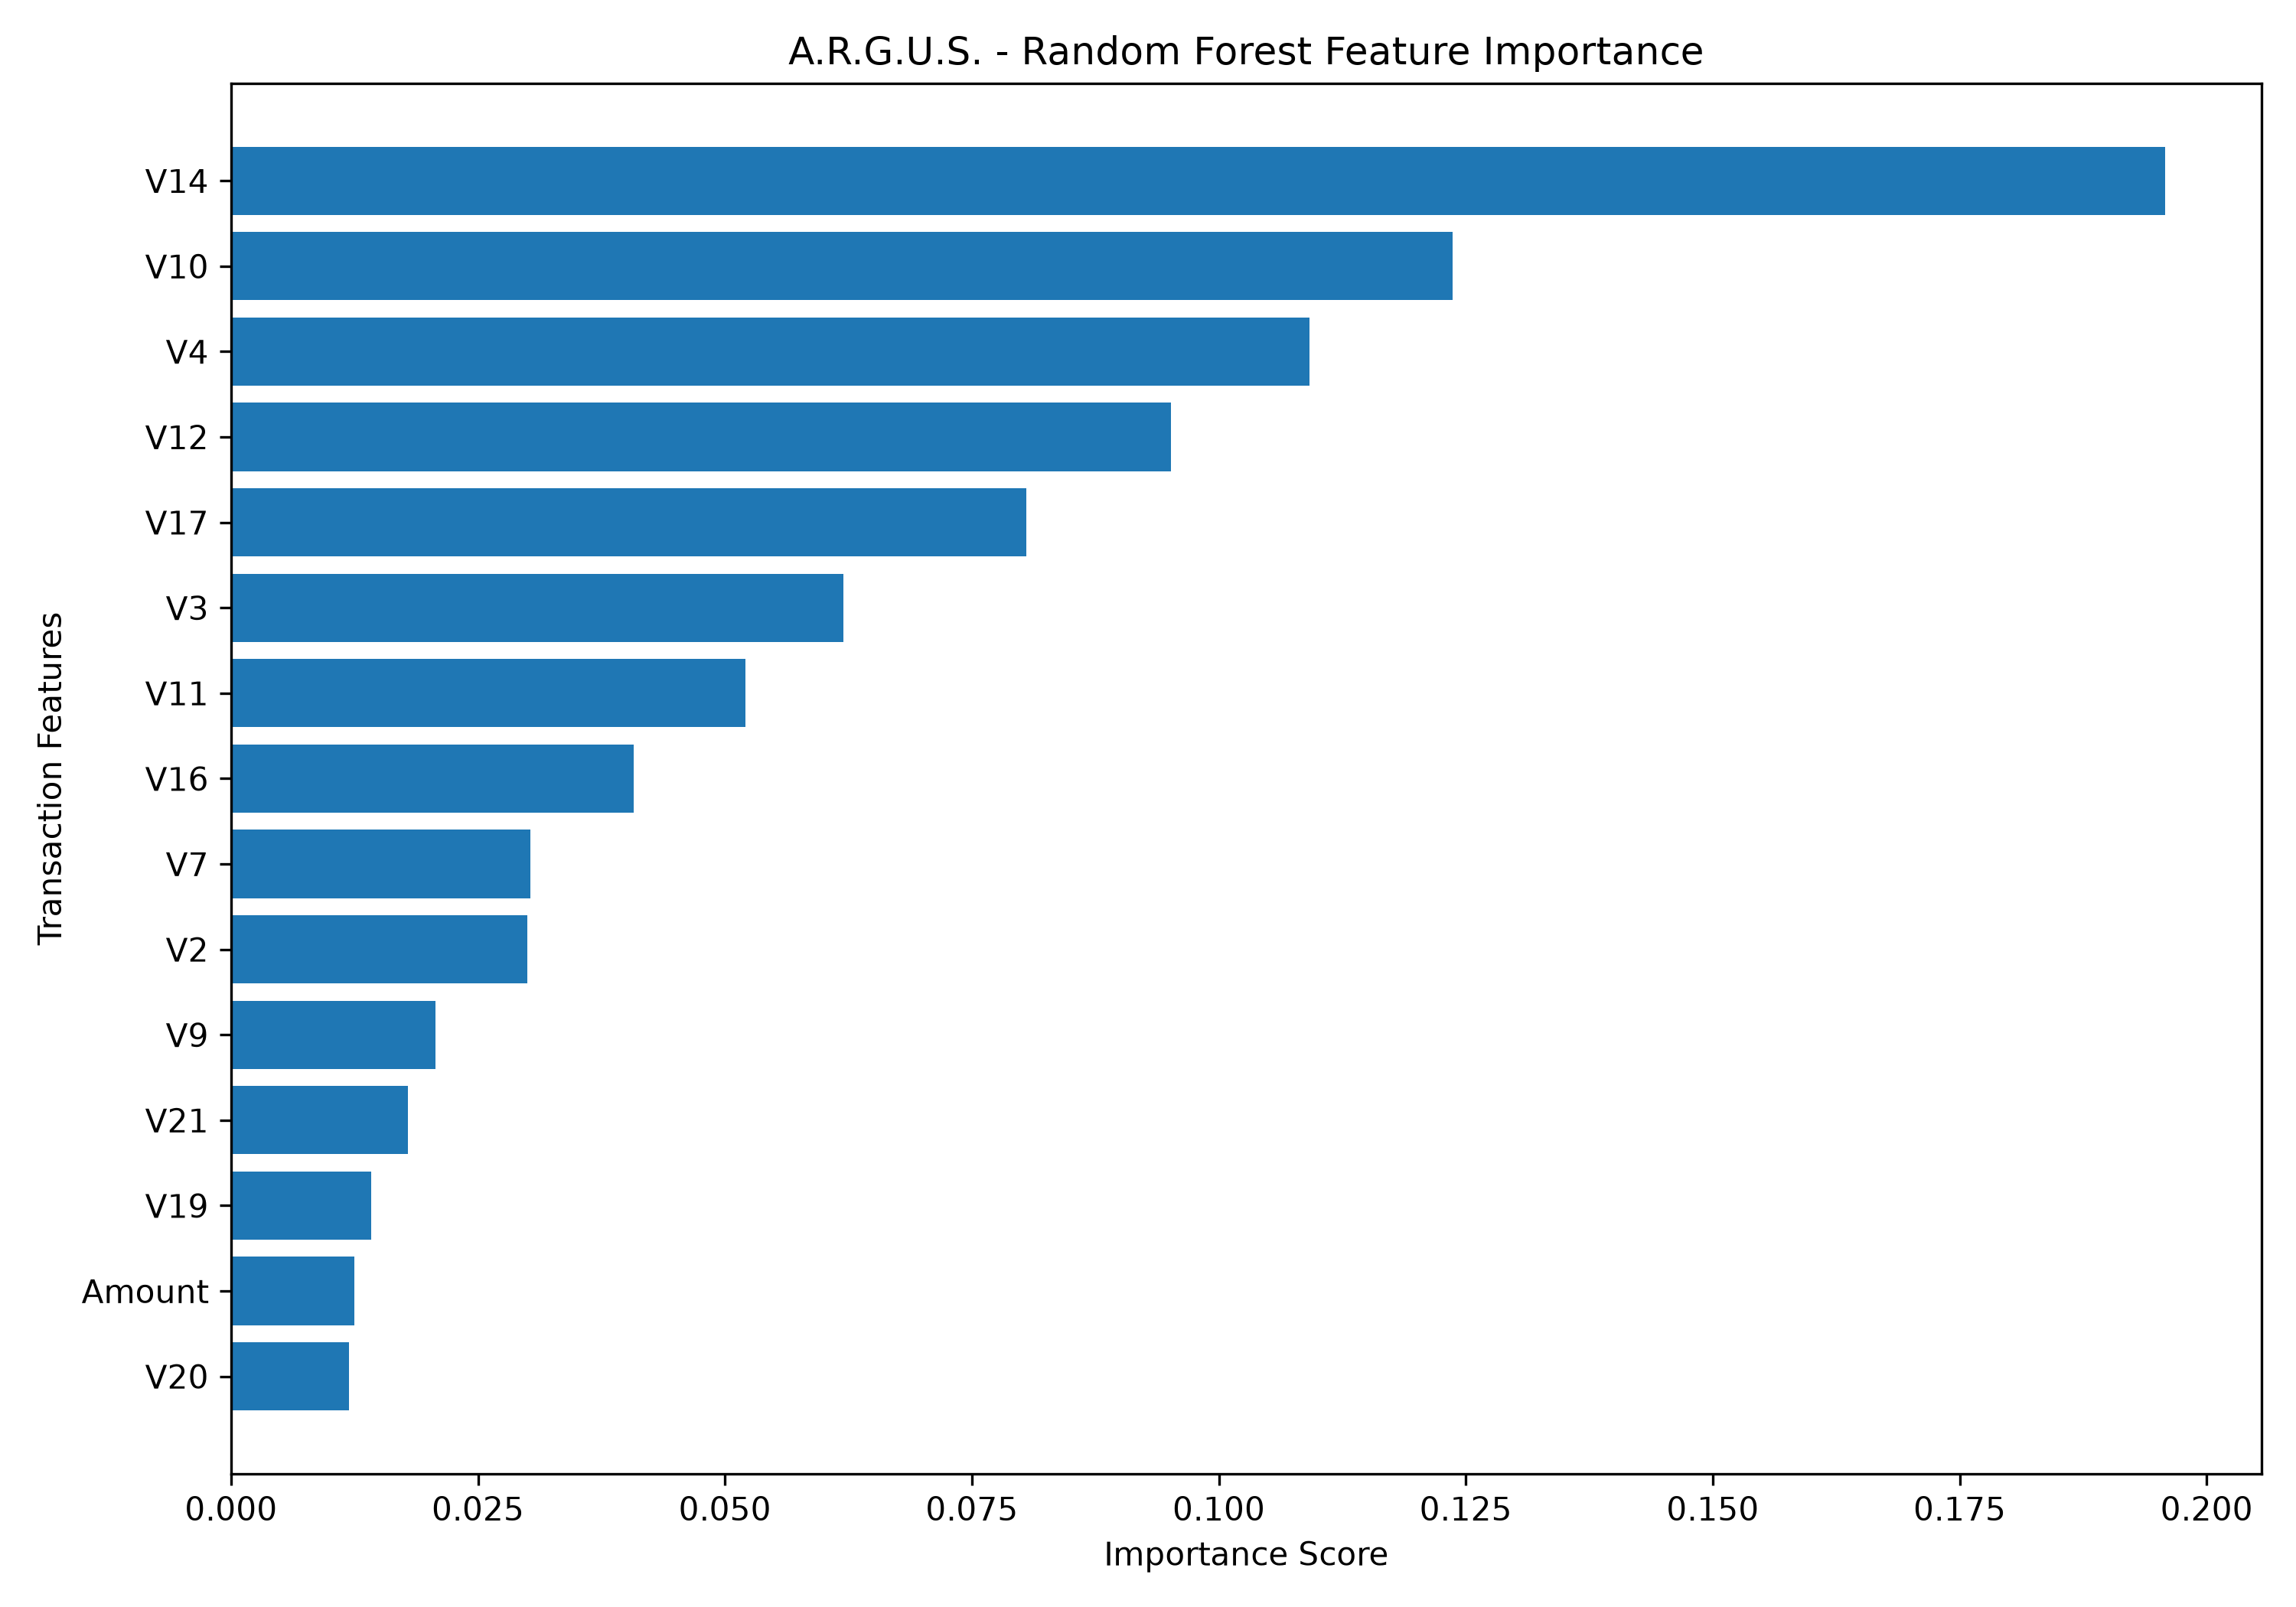 A.R.G.U.S. - Random Forest Feature Importance
Transaction Features
V14
V10
V4
V12
V17
V3
V11
V16
V7
V2
V9
V21
V19
Amount
V20
0.000 0.025 0.050 0.075 0.100 0.125 0.150 0.175 0.200
Importance Score